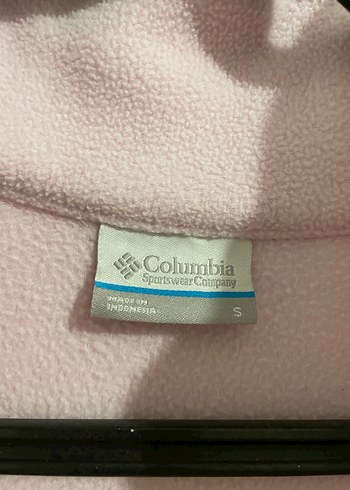 Columbia
Sportswear Company
MADE IN
INDONESIA
S